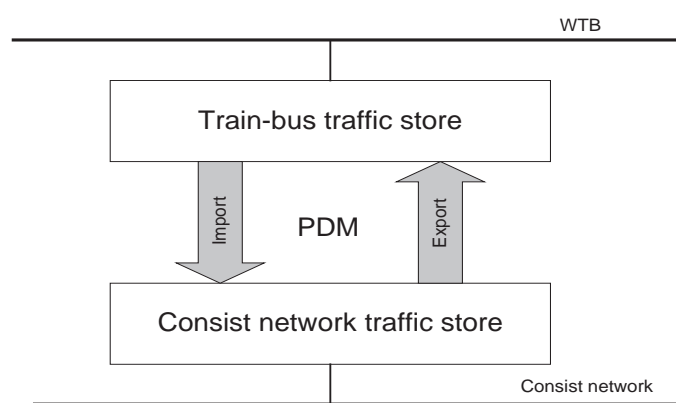 WTB
Train-bus traffic store
Import
PDM
Export
Consist network traffic store
Consist network